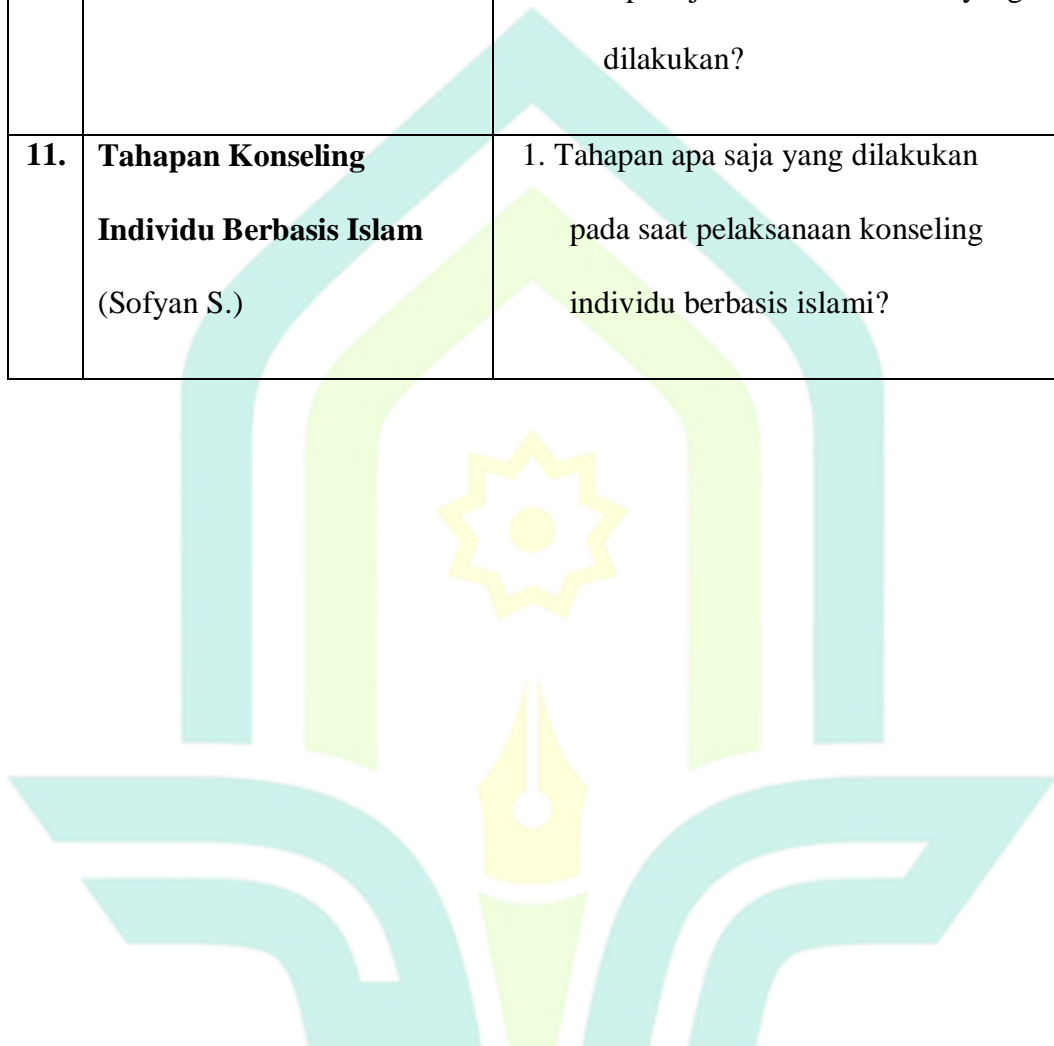 dilakukan?
11. Tahapan Konseling 1. Tahapan apa saja yang dilakukan
Individu Berbasis Islam pada saat pelaksanaan konseling
(Sofyan S.) individu berbasis islami?